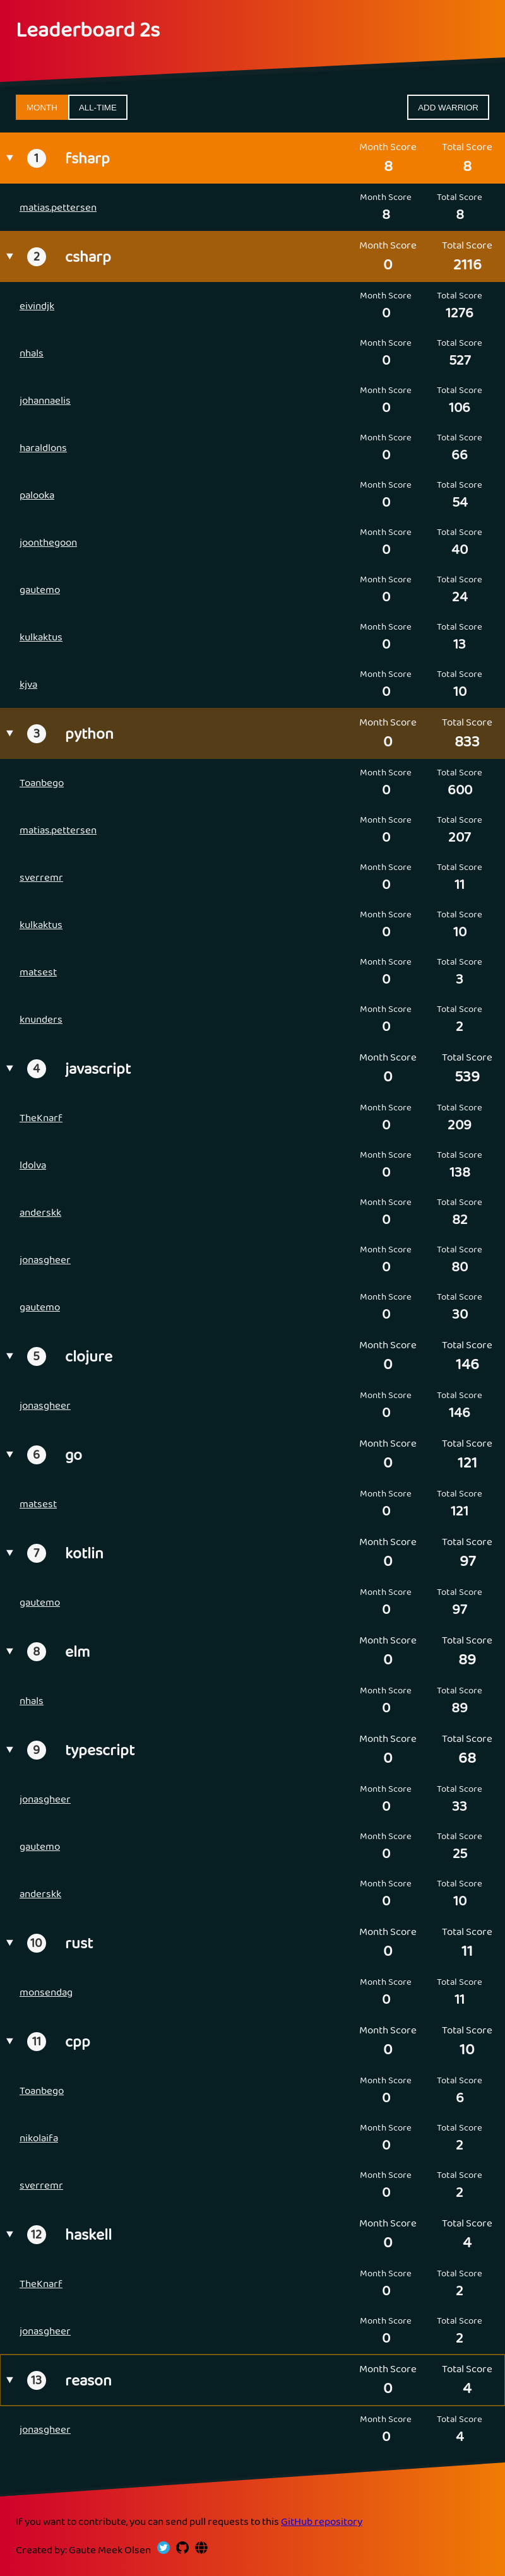 Leaderboard 2s
MONTH ALL-TIME ADD WARRIOR
Month Score Total Score
1 fsharp 8 8
Month Score Total Score
matias.pettersen 8 8
Month Score Total Score
2 csharp 0 2116
Month Score Total Score
eivindjk 0 1276
Month Score Total Score
nhals 0 527
Month Score Total Score
johannaelis 0 106
Month Score Total Score
haraldlons 0 66
Month Score Total Score
palooka 0 54
Month Score Total Score
joonthegoon 0 40
Month Score Total Score
gautemo 0 24
Month Score Total Score
kulkaktus 0 13
Month Score Total Score
kjva 0 10
Month Score Total Score
3 python 0 833
Month Score Total Score
Toanbego 0 600
Month Score Total Score
matias.pettersen 0 207
Month Score Total Score
sverremr 0 11
Month Score Total Score
kulkaktus 0 10
Month Score Total Score
matsest 0 3
Month Score Total Score
knunders 0 2
Month Score Total Score
4 javascript 0 539
Month Score Total Score
TheKnarf 0 209
Month Score Total Score
ldolva 0 138
Month Score Total Score
anderskk 0 82
Month Score Total Score
jonasgheer 0 80
Month Score Total Score
gautemo 0 30
Month Score Total Score
5 clojure 0 146
Month Score Total Score
jonasgheer 0 146
Month Score Total Score
6 go 0 121
Month Score Total Score
matsest 0 121
Month Score Total Score
7 kotlin 0 97
Month Score Total Score
gautemo 0 97
Month Score Total Score
8 elm 0 89
Month Score Total Score
nhals 0 89
Month Score Total Score
9 typescript 0 68
Month Score Total Score
jonasgheer 0 33
Month Score Total Score
gautemo 0 25
Month Score Total Score
anderskk 0 10
Month Score Total Score
10 rust 0 11
Month Score Total Score
monsendag 0 11
Month Score Total Score
11 cpp 0 10
Month Score Total Score
Toanbego 0 6
Month Score Total Score
nikolaifa 0 2
Month Score Total Score
sverremr 0 2
Month Score Total Score
12 haskell 0 4
Month Score Total Score
TheKnarf 0 2
Month Score Total Score
jonasgheer 0 2
Month Score Total Score
13 reason 0 4
Month Score Total Score
jonasgheer 0 4
If you want to contribute, you can send pull requests to this GitHub repository
Created by: Gaute Meek Olsen